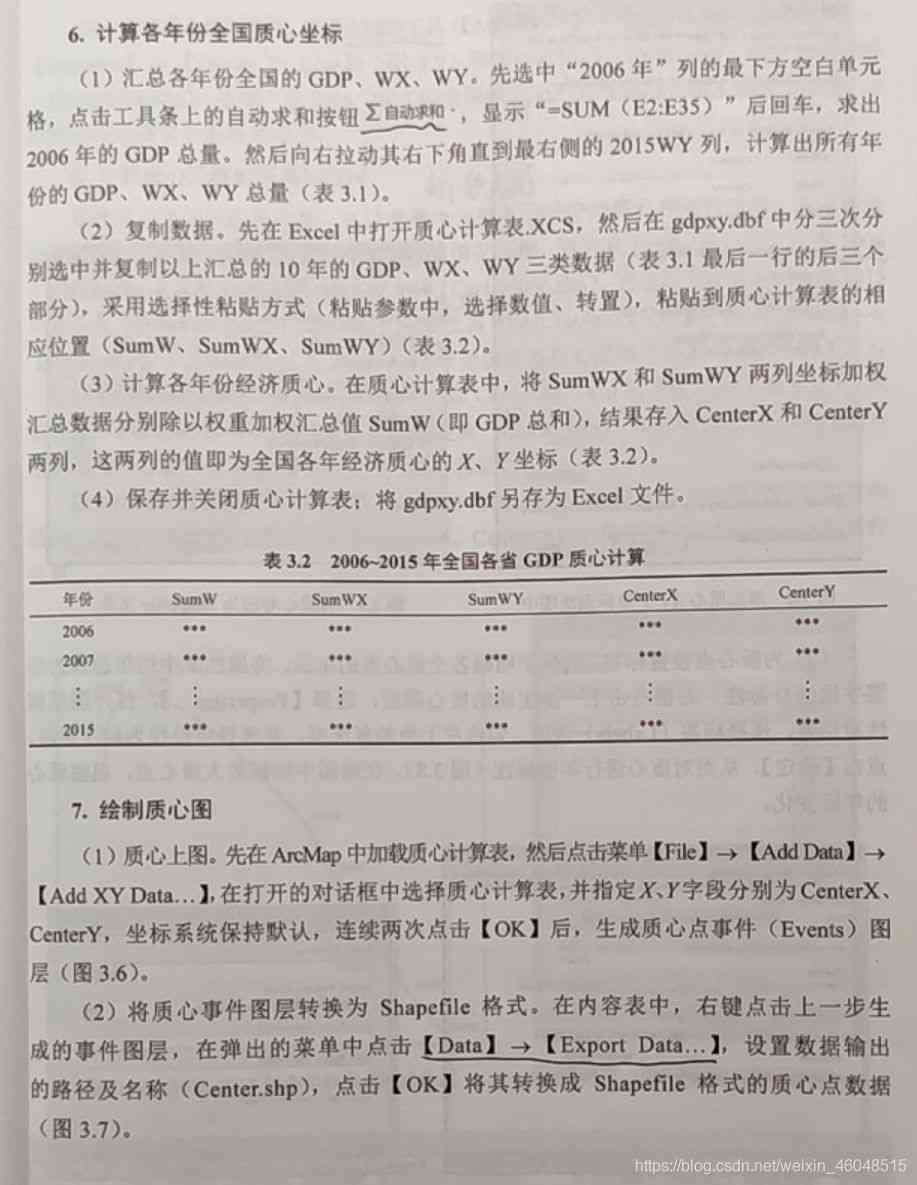 6. 计算各年份全国质心坐标
（1）汇总各年份全国的 GDP、WX、WY。先选中“2006 年”列的最下方空白单元
格，点击工具条上的自动求和按钮 Σ自动求和 ，显示“=SUM（E2:E35）”后回车，求出
2006 年的 GDP 总量。然后向右拉动其右下角直到最右侧的 2015WY 列，计算出所有年
份的 GDP、WX、WY 总量（表 3.1）。
（2）复制数据。先在 Excel 中打开质心计算表.XCS，然后在 gdpxy.dbf 中分三次分
别选中并复制以上汇总的 10 年的 GDP、WX、WY 三类数据（表 3.1 最后一行的后三个
部分），采用选择性粘贴方式（粘贴参数中，选择数值、转置），粘贴到质心计算表的相
应位置（SumW、SumWX、SumWY）（表 3.2）。
（3）计算各年份经济质心。在质心计算表中，将 SumWX 和 SumWY 两列坐标加权
汇总数据分别除以权重加权汇总值 SumW（即 GDP 总和），结果存入 CenterX 和 CenterY
两列，这两列的值即为全国各年经济质心的 X、Y 坐标（表 3.2）。
（4）保存并关闭质心计算表；将 gdpxy.dbf 另存为 Excel 文件。
表 3.2 2006~2015 年全国各省 GDP 质心计算
年份 SumW SumWX SumWY CenterX CenterY
2006 *** *** *** *** ***
2007 *** *** *** *** ***
⋮ ⋮ ⋮ ⋮ ⋮ ⋮
2015 *** *** *** *** ***
7. 绘制质心图
（1）质心上图。先在 ArcMap 中加载质心计算表，然后点击菜单【File】→【Add Data】→
【Add XY Data…】，在打开的对话框中选择质心计算表，并指定 X、Y 字段分别为 CenterX、
CenterY，坐标系统保持默认，连续两次点击【OK】后，生成质心点事件（Events）图
层（图 3.6）。
（2）将质心事件图层转换为 Shapefile 格式。在内容表中，右键点击上一步生
成的事件图层，在弹出的菜单中点击【Data】→【Export Data…】，设置数据输出
的路径及名称（Center.shp），点击【OK】将其转换成 Shapefile 格式的质心点数据
（图 3.7）。
https://blog.csdn.net/weixin_46048515